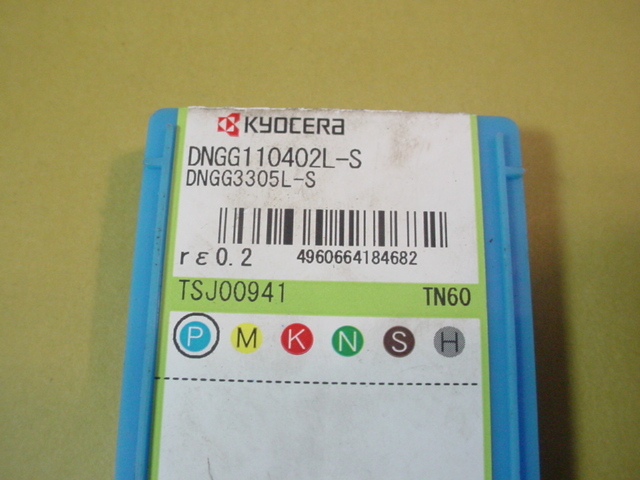 KYOCERA
DNGG110402L-S
DNGG3305L-S
rε0.2 4960664184682
TSJ00941 TN60
P M K N S H